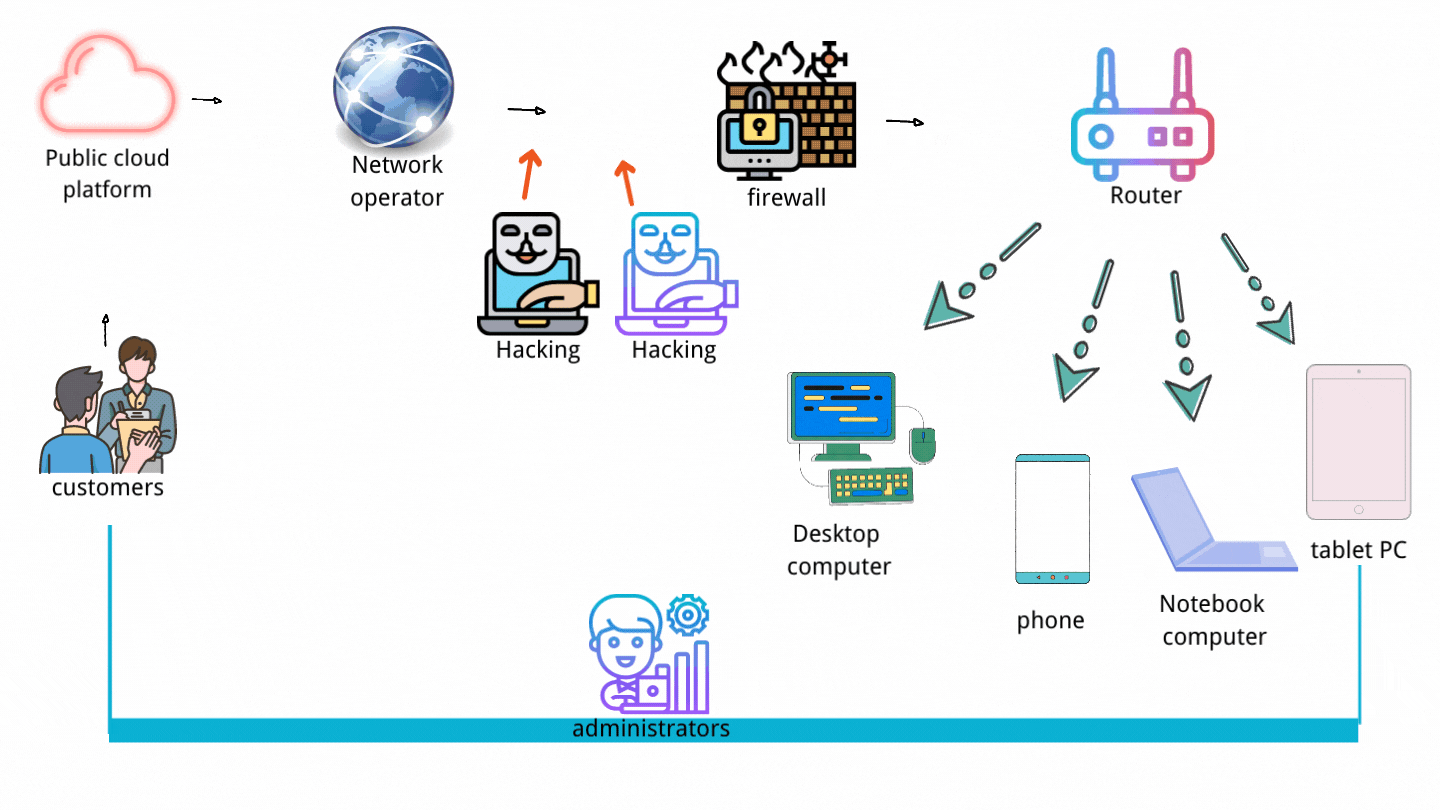 Public cloud
platform
Network
operator
firewall
Router
Hacking
Hacking
customers
Desktop
computer
phone
Notebook
computer
tablet PC
administrators